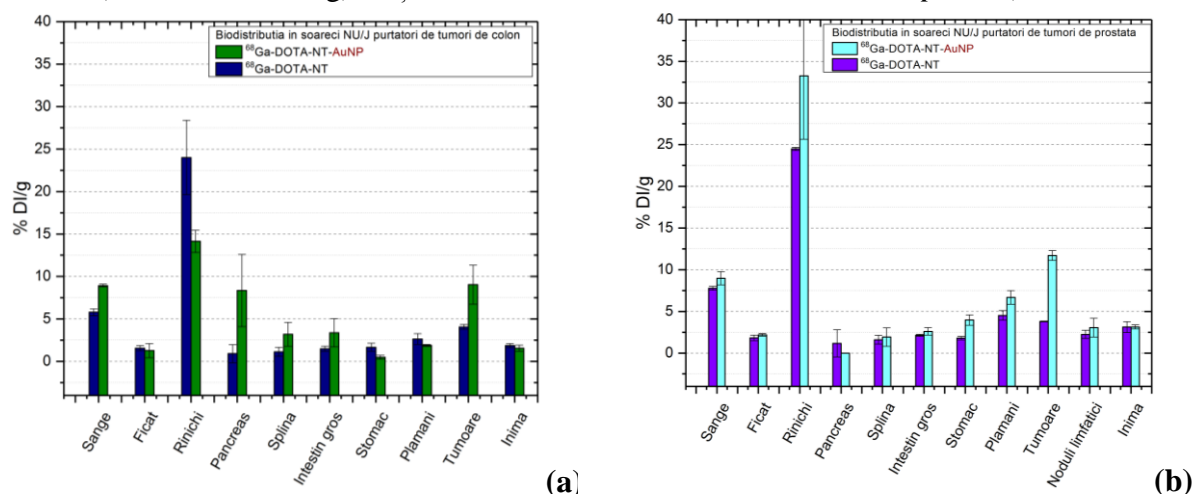 Biodistributia in soareci NU/J purtatori de tumori de colon
⁶⁸Ga-DOTA-NT-AuNP
⁶⁸Ga-DOTA-NT
% DI/g
40
35
30
25
20
15
10
5
0
Sange
Ficat
Rinichi
Pancreas
Splina
Intestin gros
Stomac
Plamani
Tumoare
Inima
(a)
Biodistributia in soareci NU/J purtatori de tumori de prostata
⁶⁸Ga-DOTA-NT-AuNP
⁶⁸Ga-DOTA-NT
% DI/g
40
35
30
25
20
15
10
5
0
Sange
Ficat
Rinichi
Pancreas
Splina
Intestin gros
Stomac
Plamani
Tumoare
Noduli limfatici
Inima
(b)